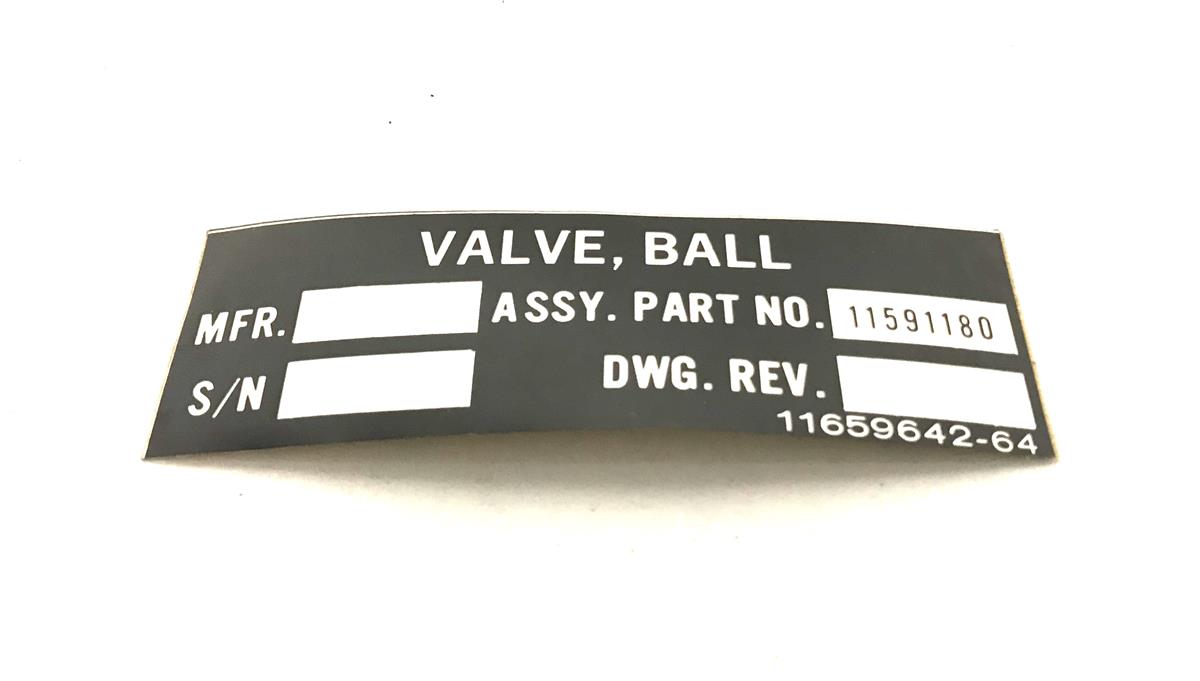 VALVE, BALL
MFR. ASSY. PART NO. 11591180
S/N DWG. REV.
11659642-64